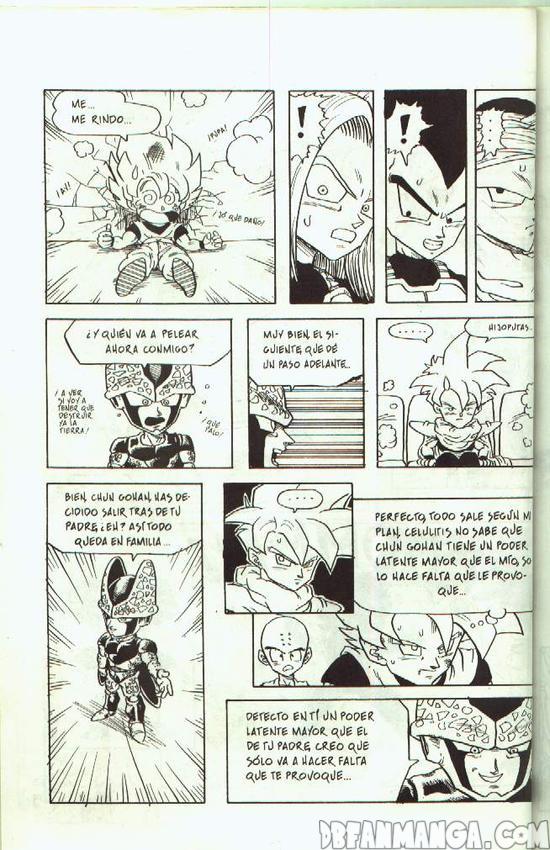 ME...
ME RINDO...
¡PUPA!
¡AY!
¡LO QUE DAÑO!
!
!
¿Y QUIÉN VA A PELEAR
AHORA CONMIGO?
¡A VER
SI VOY A
TENER QUE
DESTRUIR
YA LA
TIERRA!
¡QUÉ
PALO!
MUY BIEN, EL SI-
GUIENTE, QUE DÉ
UN PASO ADELANTE..
.....
HIJOPUTAS..
BIEN, CHUN GOHAN, HAS DE-
CIDIDO SALIR TRAS DE TU
PADRE, ¿EH? ASÍ TODO
QUEDA EN FAMILIA...
....
PERFECTO, TODO SALE SEGÚN MI
PLAN, CELULITIS NO SABE QUE
CHUN GOHAN TIENE UN PODER
LATENTE MAYOR QUE EL MÍO, SO
LO HACE FALTA QUE LE PROVO-
QUE...
...
DETECTO EN TÍ UN PODER
LATENTE MAYOR QUE EL
DE TU PADRE, CREO QUE
SÓLO VA A HACER FALTA
QUE TE PROVOQUE...
DBFANMANGA.COM